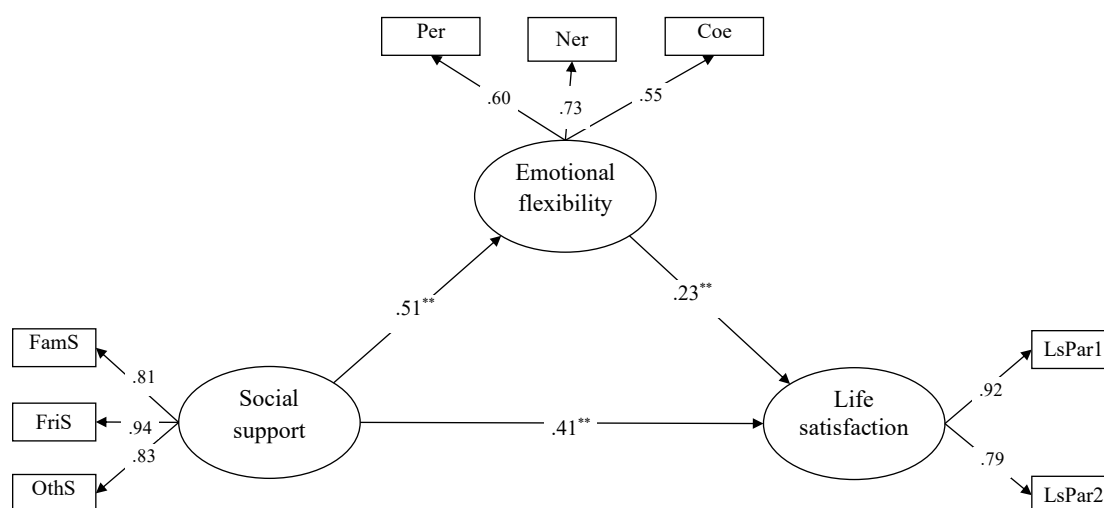 Per
Ner
Coe
.60
.73
.55
Emotional
flexibility
.51**
.23**
FamS
FriS
OthS
.81
.94
.83
Social
support
.41**
Life
satisfaction
.92
.79
LsPar1
LsPar2